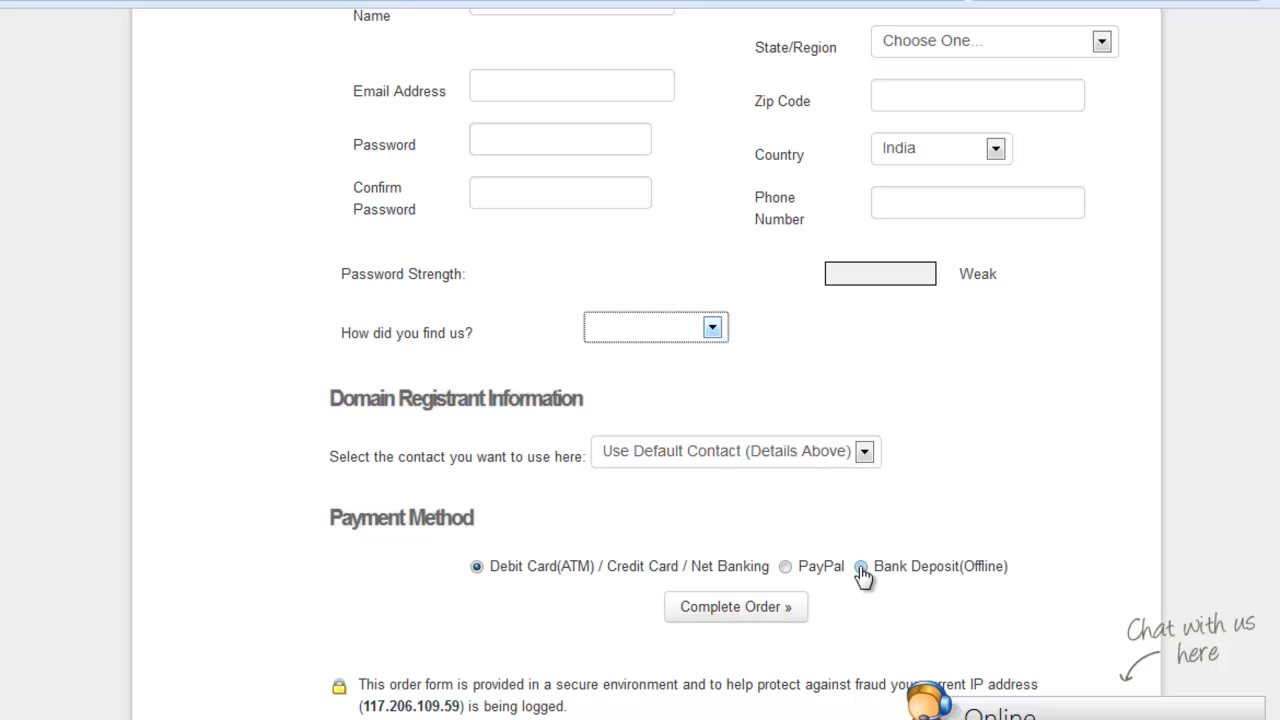 Name
State/Region
Choose One...
Email Address
Zip Code
Password
Country
India
Confirm
Password
Phone
Number
Password Strength:
Weak
How did you find us?
Domain Registrant Information
Select the contact you want to use here:
Use Default Contact (Details Above)
Payment Method
Debit Card(ATM) / Credit Card / Net Banking
PayPal
Bank Deposit(Offline)
Complete Order »
Chat with us
here
This order form is provided in a secure environment and to help protect against fraud your current IP address
(117.206.109.59) is being logged.
Online